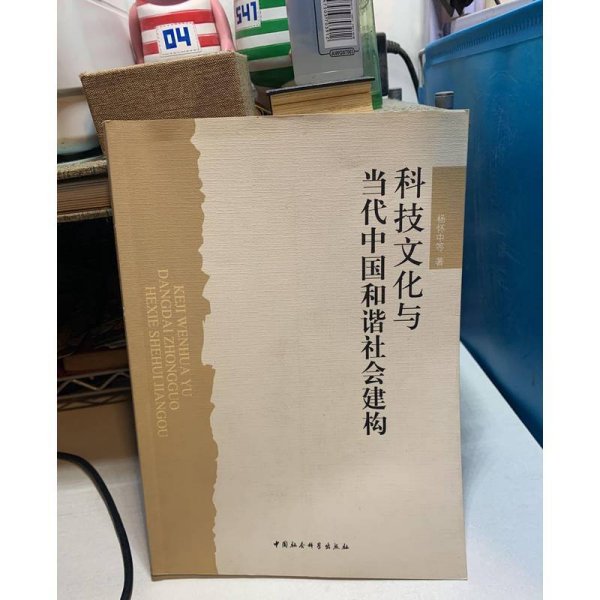 科技文化与
当代中国和谐社会建构
杨怀中等 著
KEJI WENHUA YU
DANGDAI ZHONGGUO
HEXIE SHEHUI JIANGOU
中国社会科学出版社
04
541